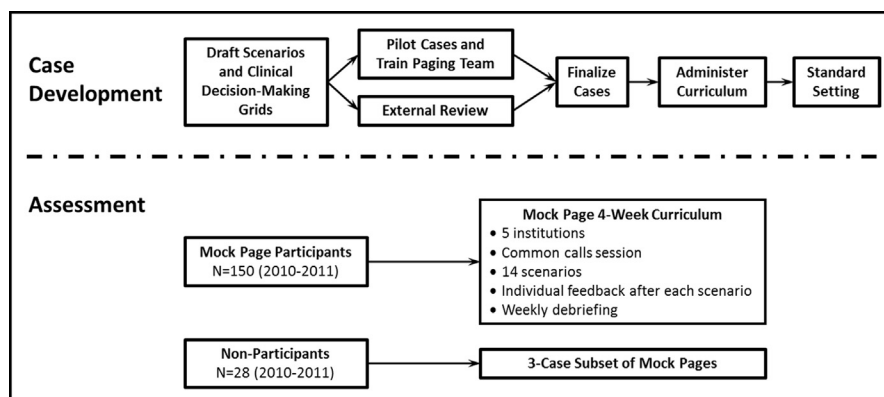 Case
Development
Draft Scenarios
and Clinical
Decision-Making
Grids
Pilot Cases and
Train Paging Team
External Review
Finalize
Cases
Administer
Curriculum
Standard
Setting
Assessment
Mock Page Participants
N=150 (2010-2011)
Mock Page 4-Week Curriculum
• 5 institutions
• Common calls session
• 14 scenarios
• Individual feedback after each scenario
• Weekly debriefing
Non-Participants
N=28 (2010-2011)
3-Case Subset of Mock Pages